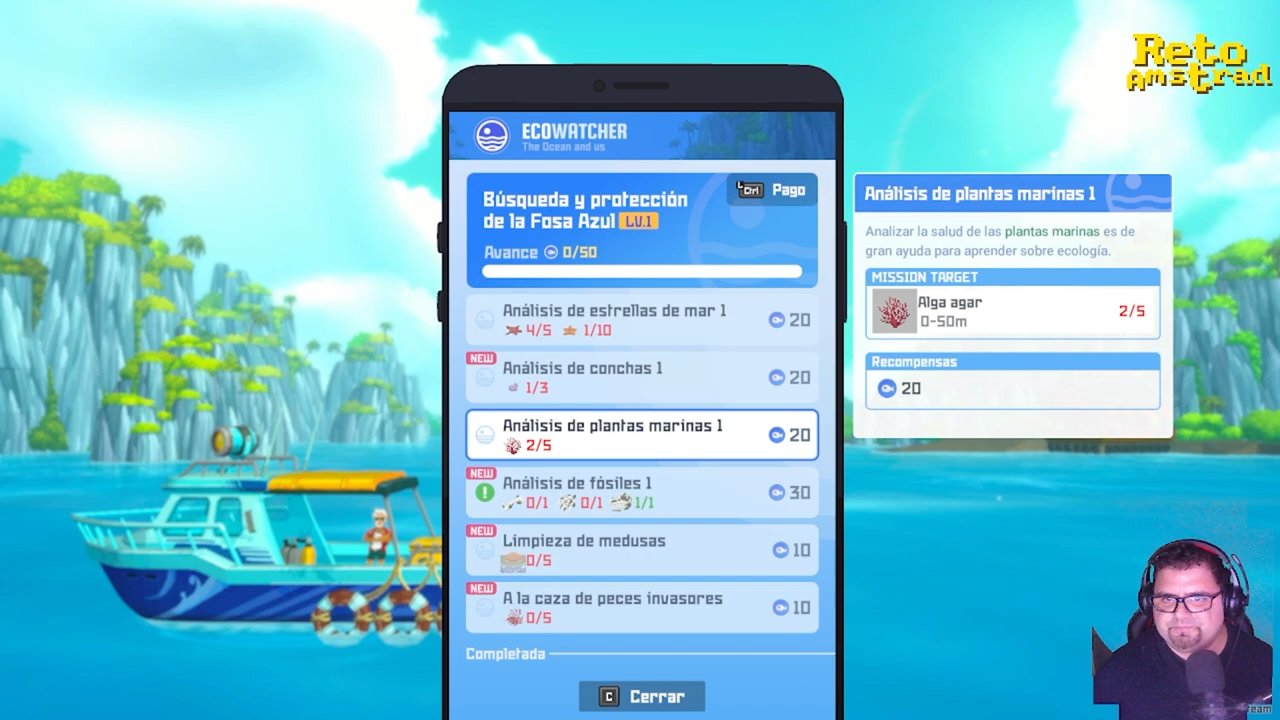 Reto
Amstrad
ECOWATCHER
The Ocean and us
Búsqueda y protección
de la Fosa Azul LV.1
L Ctrl Pago
Avance 0/50
Análisis de estrellas de mar 1
4/5 1/10
20
NEW
Análisis de conchas 1
1/3
20
Análisis de plantas marinas 1
2/5
20
NEW
Análisis de fósiles 1
0/1 0/1 1/1
30
NEW
Limpieza de medusas
0/5
10
NEW
A la caza de peces invasores
0/5
10
Completada
C Cerrar
Análisis de plantas marinas 1
Analizar la salud de las plantas marinas es de
gran ayuda para aprender sobre ecología.
MISSION TARGET
Alga agar
0-50m
2/5
Recompensas
20